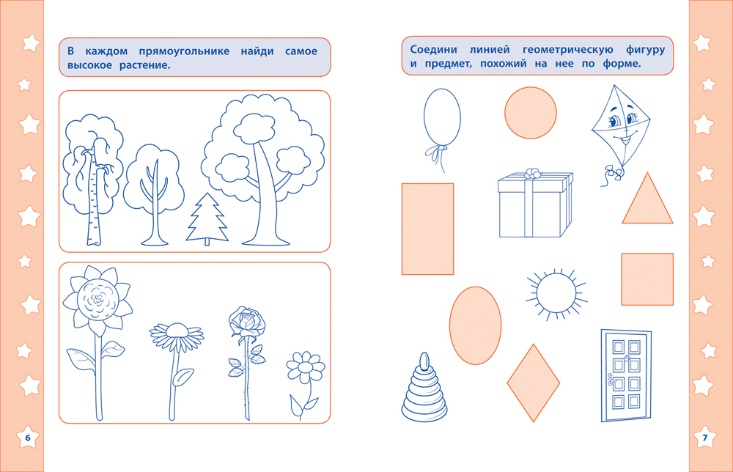 В каждом прямоугольнике найди самое
высокое растение.
Соедини линией геометрическую фигуру
и предмет, похожий на нее по форме.
6
7